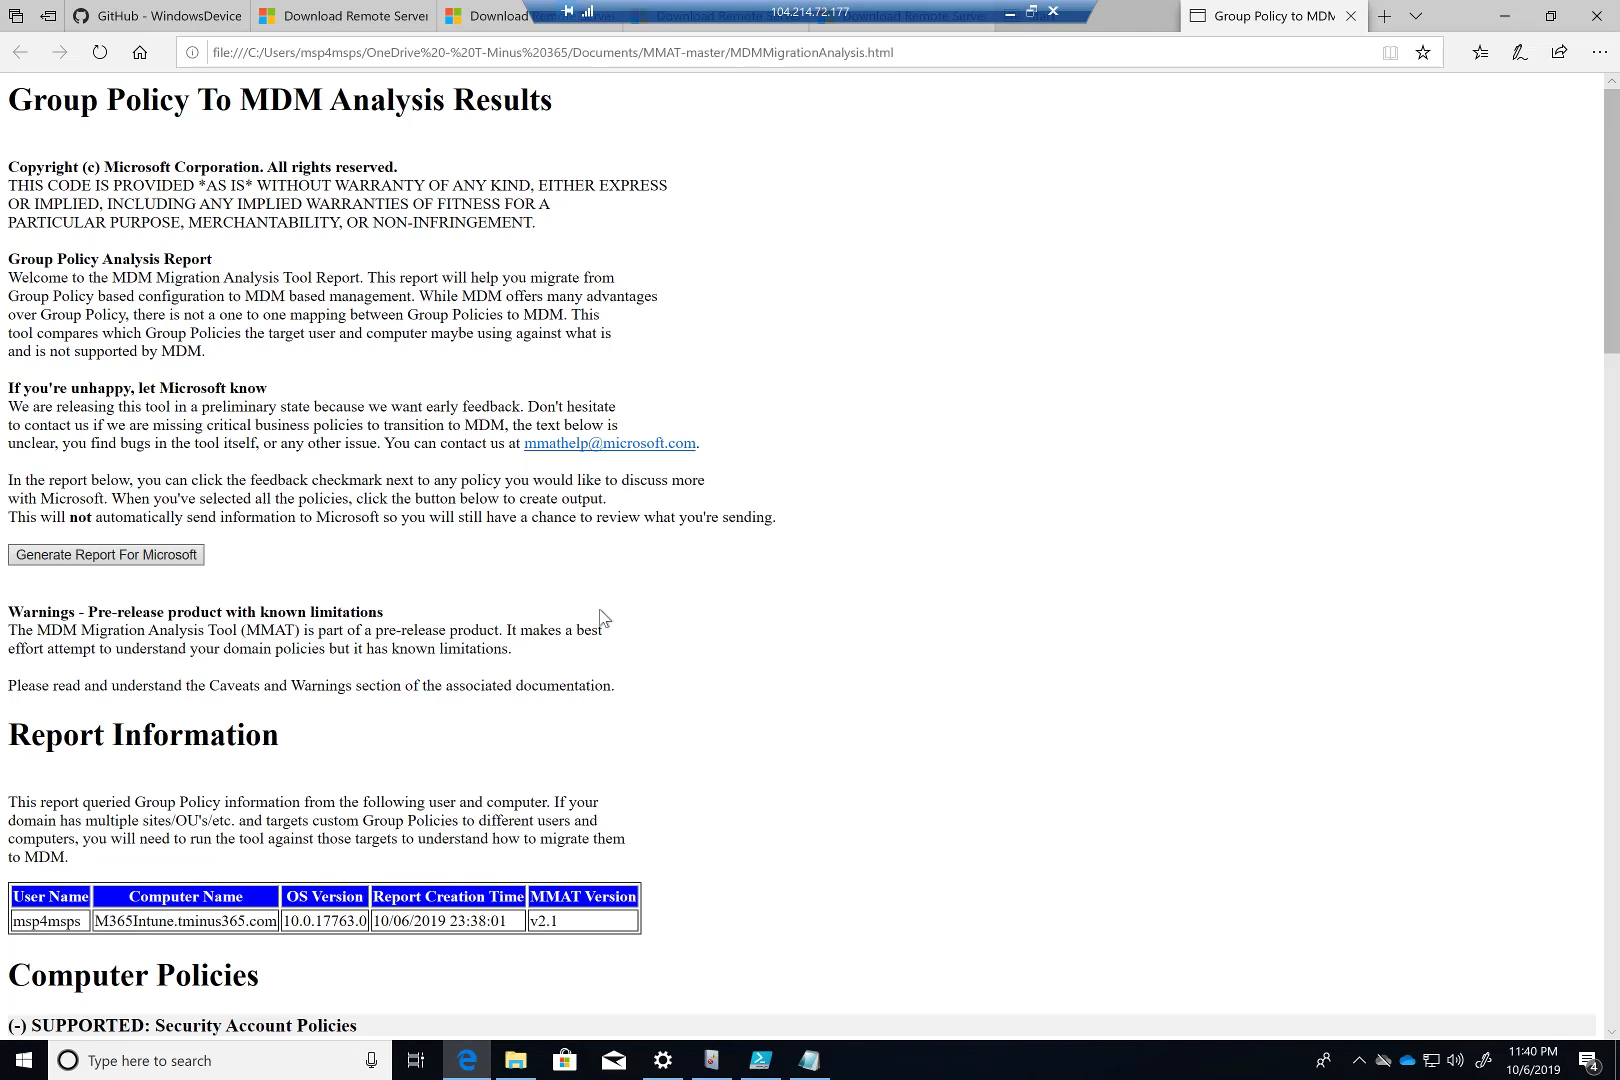 GitHub - WindowsDevice
Download Remote Server
Download
104.214.72.177
Group Policy to MDM
file:///C:/Users/msp4msps/OneDrive%20-%20T-Minus%20365/Documents/MMAT-master/MDMMigrationAnalysis.html
Group Policy To MDM Analysis Results
Copyright (c) Microsoft Corporation. All rights reserved.
THIS CODE IS PROVIDED *AS IS* WITHOUT WARRANTY OF ANY KIND, EITHER EXPRESS
OR IMPLIED, INCLUDING ANY IMPLIED WARRANTIES OF FITNESS FOR A
PARTICULAR PURPOSE, MERCHANTABILITY, OR NON-INFRINGEMENT.
Group Policy Analysis Report
Welcome to the MDM Migration Analysis Tool Report. This report will help you migrate from
Group Policy based configuration to MDM based management. While MDM offers many advantages
over Group Policy, there is not a one to one mapping between Group Policies to MDM. This
tool compares which Group Policies the target user and computer maybe using against what is
and is not supported by MDM.
If you're unhappy, let Microsoft know
We are releasing this tool in a preliminary state because we want early feedback. Don't hesitate
to contact us if we are missing critical business policies to transition to MDM, the text below is
unclear, you find bugs in the tool itself, or any other issue. You can contact us at mmathelp@microsoft.com.
In the report below, you can click the feedback checkmark next to any policy you would like to discuss more
with Microsoft. When you've selected all the policies, click the button below to create output.
This will not automatically send information to Microsoft so you will still have a chance to review what you're sending.
Generate Report For Microsoft
Warnings - Pre-release product with known limitations
The MDM Migration Analysis Tool (MMAT) is part of a pre-release product. It makes a best
effort attempt to understand your domain policies but it has known limitations.
Please read and understand the Caveats and Warnings section of the associated documentation.
Report Information
This report queried Group Policy information from the following user and computer. If your
domain has multiple sites/OU's/etc. and targets custom Group Policies to different users and
computers, you will need to run the tool against those targets to understand how to migrate them
to MDM.
User Name Computer Name OS Version Report Creation Time MMAT Version
msp4msps M365Intune.tminus365.com 10.0.17763.0 10/06/2019 23:38:01 v2.1
Computer Policies
(-) SUPPORTED: Security Account Policies
Type here to search
11:40 PM
10/6/2019
4